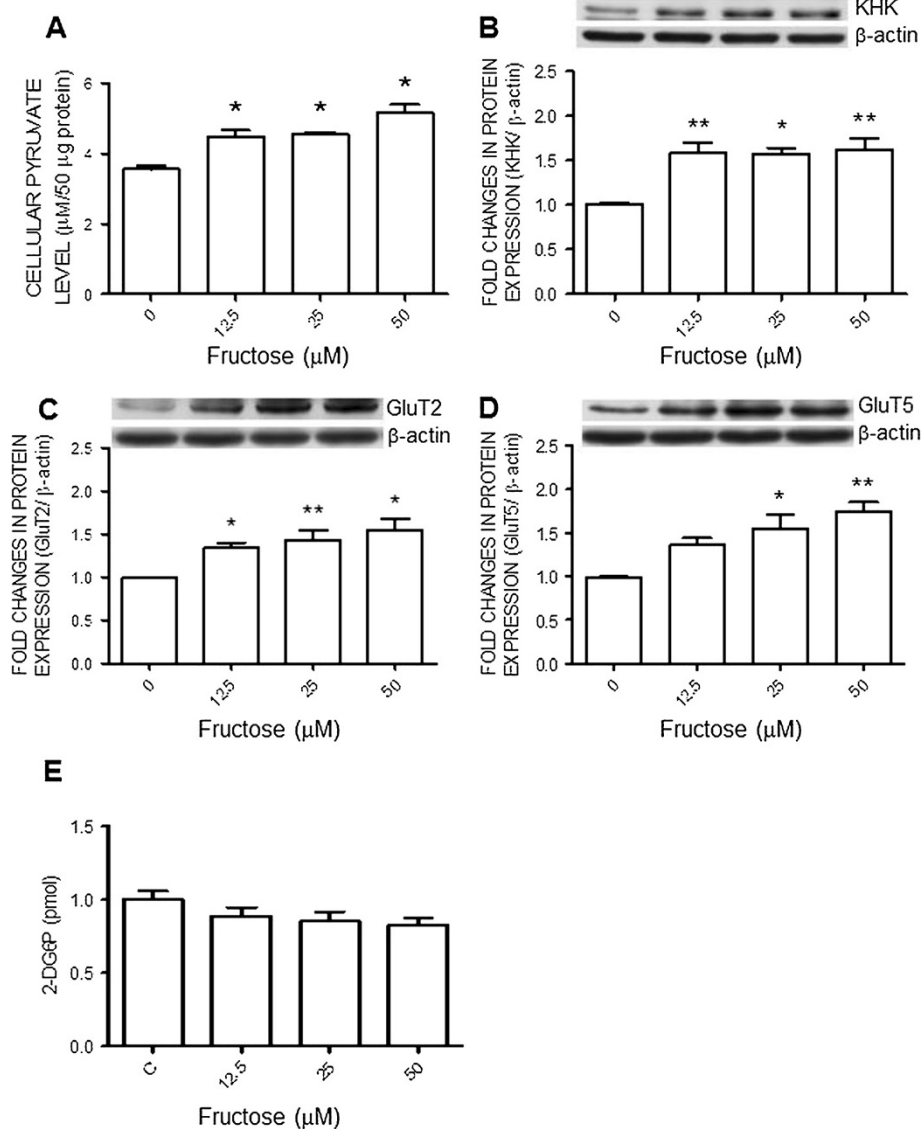 A
CELLULAR PYRUVATE
LEVEL (μM/50 μg protein)
6
4
2
0
*
*
*
0
12.5
25
50
Fructose (μM)
B
KHK
β-actin
FOLD CHANGES IN PROTEIN
EXPRESSION (KHK/ β-actin)
2.5
2.0
1.5
1.0
0.5
0.0
**
*
**
0
12.5
25
50
Fructose (μM)
C
GluT2
β-actin
FOLD CHANGES IN PROTEIN
EXPRESSION (GluT2/ β-actin)
2.5
2.0
1.5
1.0
0.5
0.0
*
**
*
0
12.5
25
50
Fructose (μM)
D
GluT5
β-actin
FOLD CHANGES IN PROTEIN
EXPRESSION (GluT5/ β-actin)
2.5
2.0
1.5
1.0
0.5
0.0
*
**
0
12.5
25
50
Fructose (μM)
E
2-DG6P (pmol)
1.5
1.0
0.5
0.0
C
12.5
25
50
Fructose (μM)